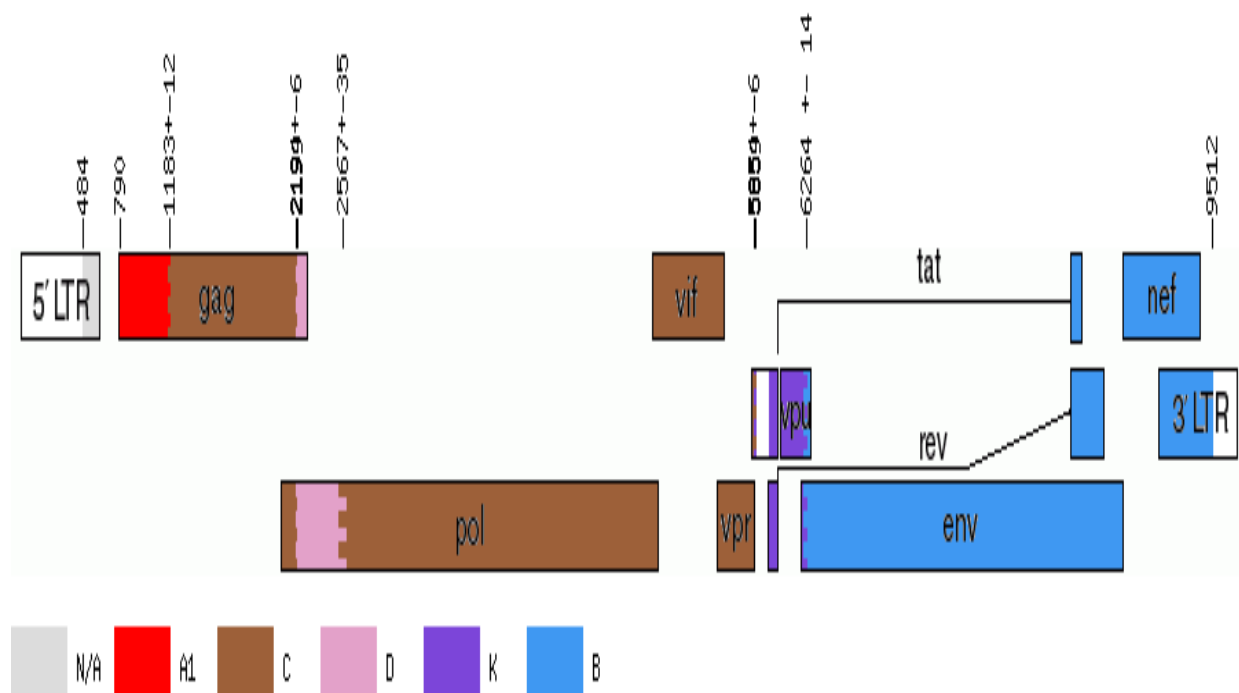 484
790
1183+-12
2199+-6
2567+-35
5859+-6
6264 +- 14
9512
5' LTR
gag
vif
tat
nef
vpu
rev
3' LTR
pol
vpr
env
N/A
A1
C
D
K
B